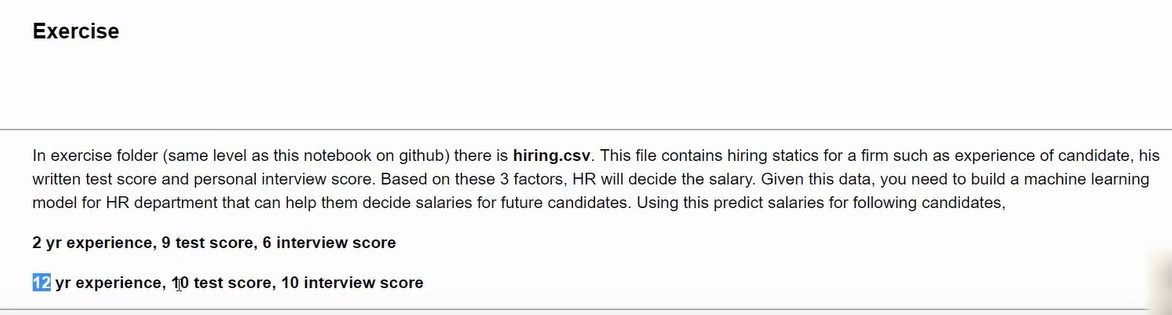 Exercise
In exercise folder (same level as this notebook on github) there is hiring.csv. This file contains hiring statics for a firm such as experience of candidate, his
written test score and personal interview score. Based on these 3 factors, HR will decide the salary. Given this data, you need to build a machine learning
model for HR department that can help them decide salaries for future candidates. Using this predict salaries for following candidates,
2 yr experience, 9 test score, 6 interview score
12 yr experience, 10 test score, 10 interview score